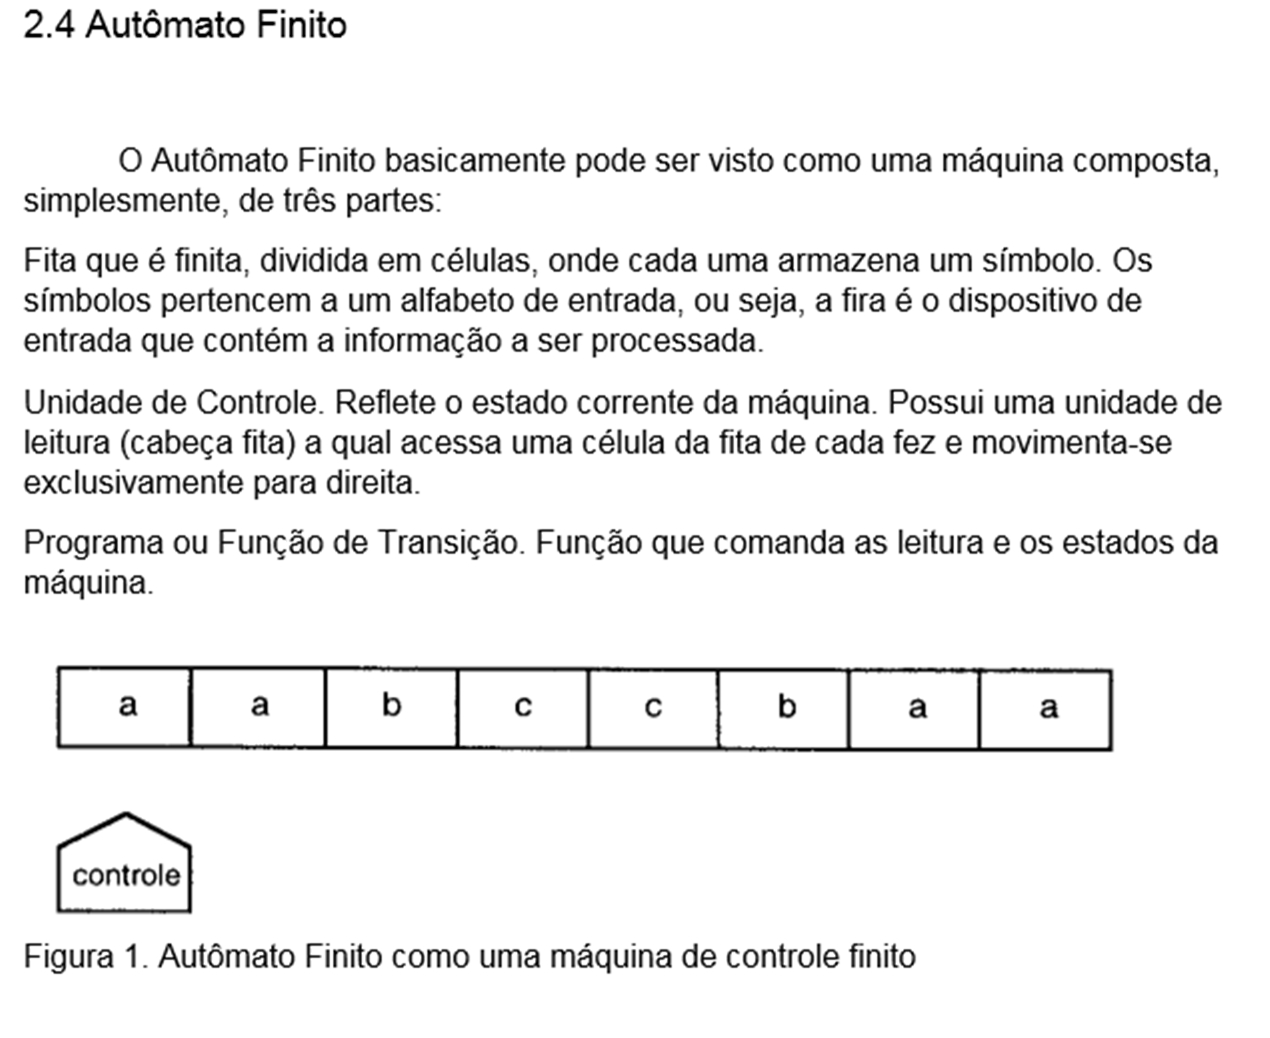 2.4 Autômato Finito
O Autômato Finito basicamente pode ser visto como uma máquina composta,
simplesmente, de três partes:
Fita que é finita, dividida em células, onde cada uma armazena um símbolo. Os
símbolos pertencem a um alfabeto de entrada, ou seja, a fira é o dispositivo de
entrada que contém a informação a ser processada.
Unidade de Controle. Reflete o estado corrente da máquina. Possui uma unidade de
leitura (cabeça fita) a qual acessa uma célula da fita de cada fez e movimenta-se
exclusivamente para direita.
Programa ou Função de Transição. Função que comanda as leitura e os estados da
máquina.
a a b c c b a a
controle
Figura 1. Autômato Finito como uma máquina de controle finito